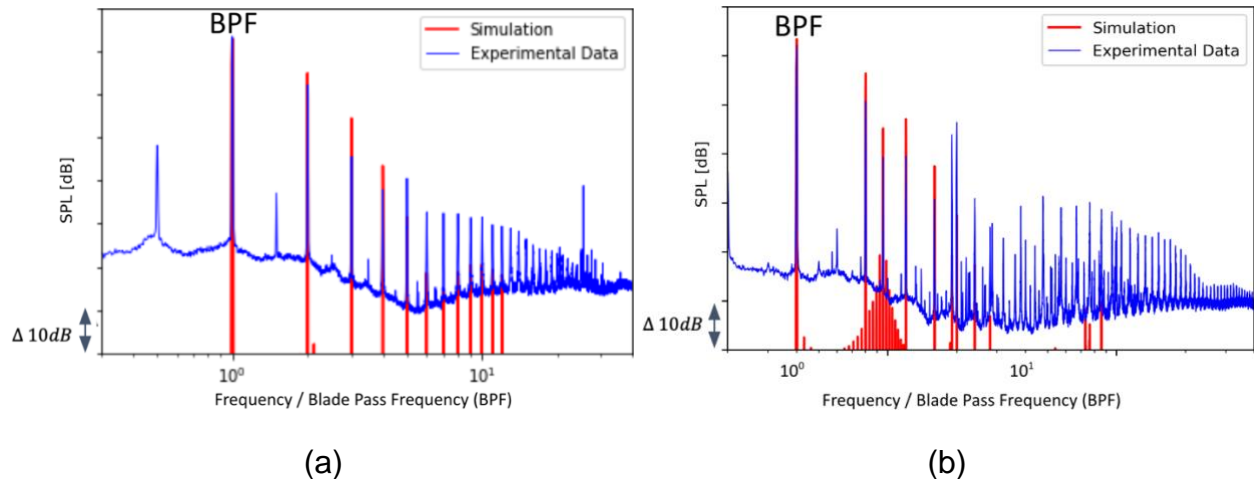 BPF
Simulation
Experimental Data
SPL [dB]
Δ 10dB
10⁰
10¹
Frequency / Blade Pass Frequency (BPF)
(a)
BPF
Simulation
Experimental Data
SPL [dB]
Δ 10dB
10⁰
10¹
Frequency / Blade Pass Frequency (BPF)
(b)